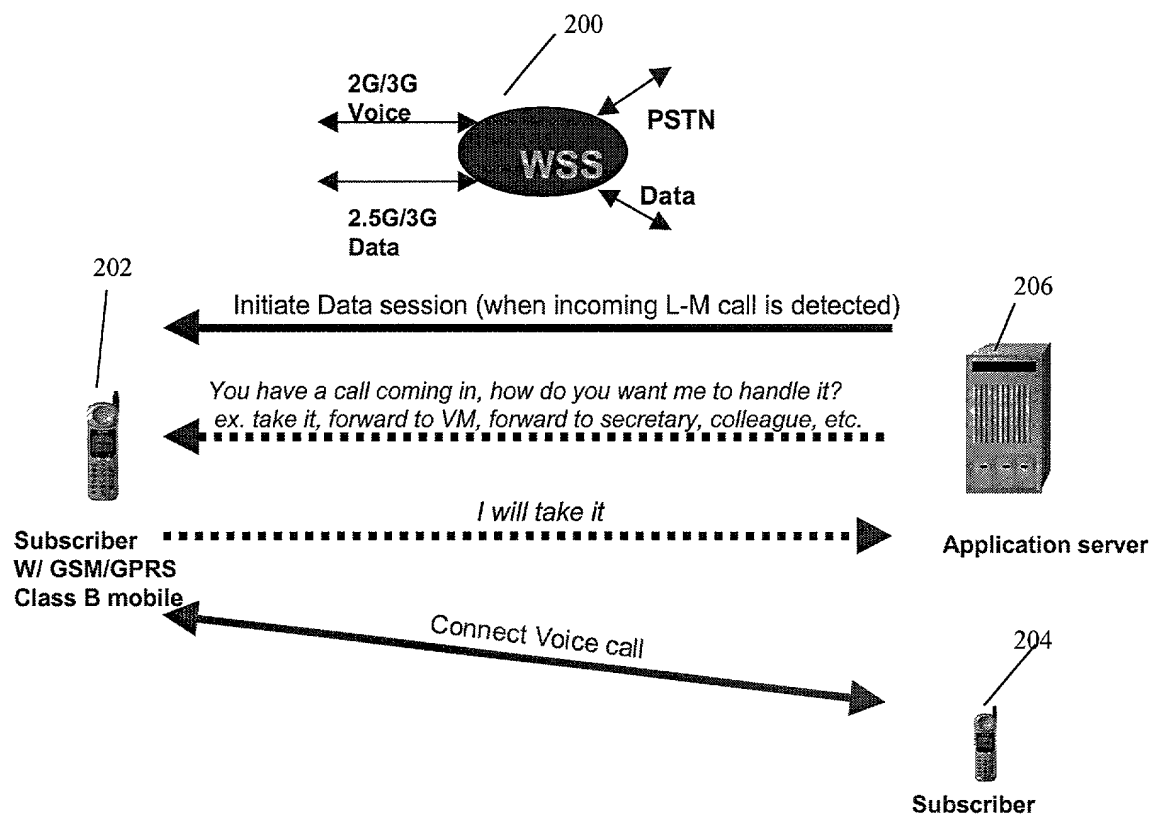 200
2G/3G
Voice
PSTN
WSS
Data
2.5G/3G
Data
202
206
Initiate Data session (when incoming L-M call is detected)
You have a call coming in, how do you want me to handle it?
ex. take it, forward to VM, forward to secretary, colleague, etc.
I will take it
Subscriber
W/ GSM/GPRS
Class B mobile
Application server
Connect Voice call
204
Subscriber